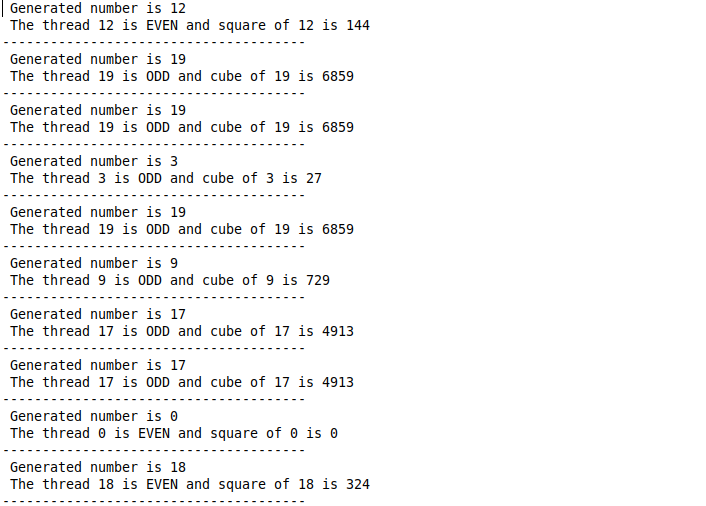 Generated number is 12
The thread 12 is EVEN and square of 12 is 144
--------------------------------------
Generated number is 19
The thread 19 is ODD and cube of 19 is 6859
--------------------------------------
Generated number is 19
The thread 19 is ODD and cube of 19 is 6859
--------------------------------------
Generated number is 3
The thread 3 is ODD and cube of 3 is 27
--------------------------------------
Generated number is 19
The thread 19 is ODD and cube of 19 is 6859
--------------------------------------
Generated number is 9
The thread 9 is ODD and cube of 9 is 729
--------------------------------------
Generated number is 17
The thread 17 is ODD and cube of 17 is 4913
--------------------------------------
Generated number is 17
The thread 17 is ODD and cube of 17 is 4913
--------------------------------------
Generated number is 0
The thread 0 is EVEN and square of 0 is 0
--------------------------------------
Generated number is 18
The thread 18 is EVEN and square of 18 is 324
--------------------------------------